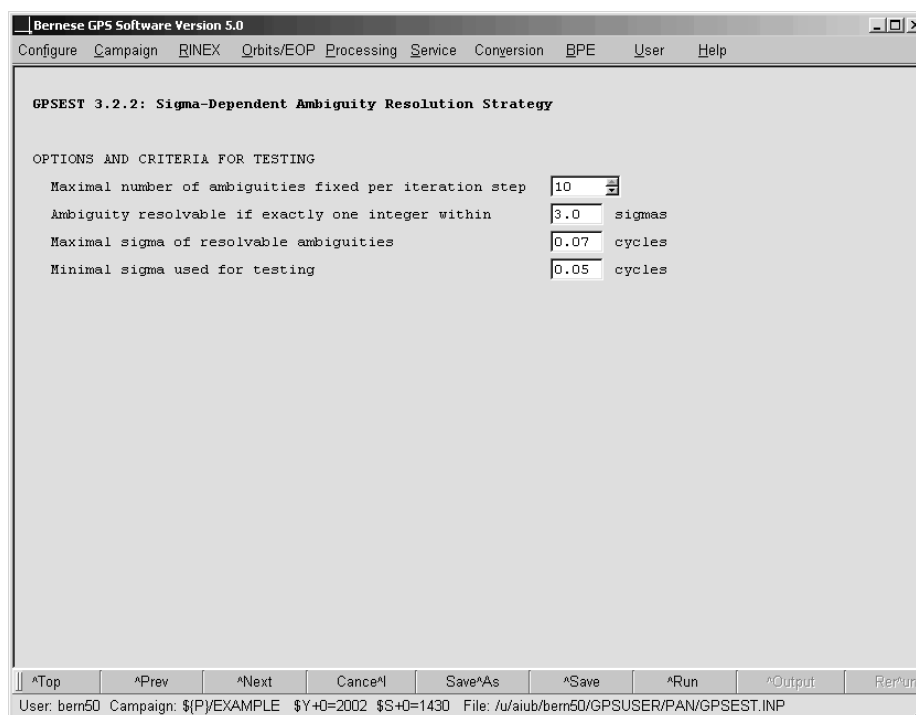 Bernese GPS Software Version 5.0
Configure Campaign RINEX Orbits/EOP Processing Service Conversion BPE User Help
GPSEST 3.2.2: Sigma-Dependent Ambiguity Resolution Strategy
OPTIONS AND CRITERIA FOR TESTING
Maximal number of ambiguities fixed per iteration step 10
Ambiguity resolvable if exactly one integer within 3.0 sigmas
Maximal sigma of resolvable ambiguities 0.07 cycles
Minimal sigma used for testing 0.05 cycles
^Top ^Prev ^Next Cance^l Save^As ^Save ^Run ^Output Rer^un
User: bern50 Campaign: ${P}/EXAMPLE $Y+0=2002 $S+0=1430 File: /u/aiub/bern50/GPSUSER/PAN/GPSEST.INP